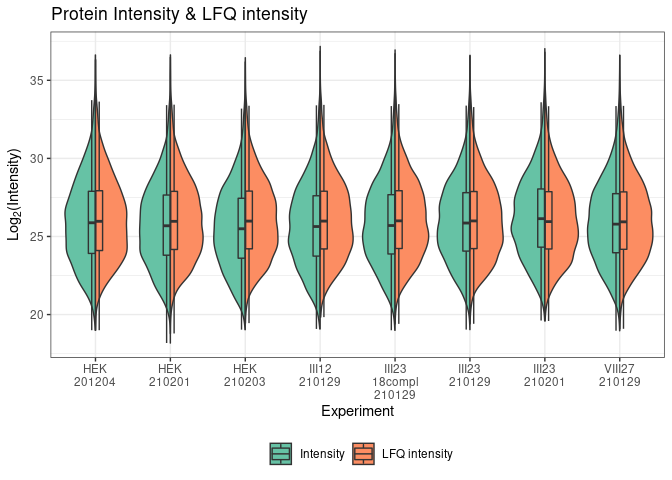 Protein Intensity & LFQ intensity
Log₂(Intensity)
35
30
25
20
HEK
201204
HEK
210201
HEK
210203
III12
210129
III23
18compl
210129
III23
210129
III23
210201
VIII27
210129
Experiment
Intensity
LFQ intensity